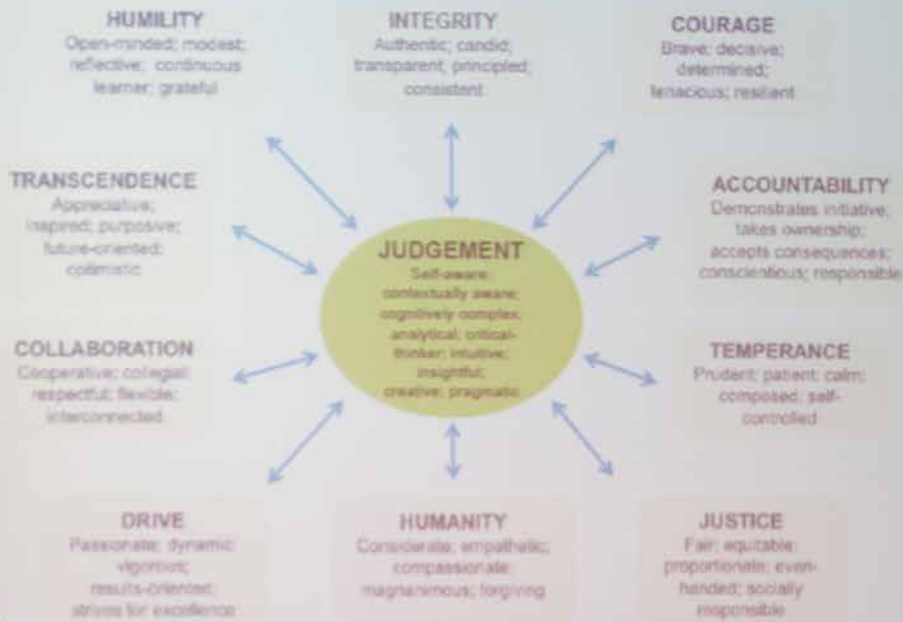 HUMILITY
Open-minded; modest;
reflective; continuous
learner; grateful
INTEGRITY
Authentic; candid;
transparent; principled;
consistent
COURAGE
Brave; decisive;
determined;
tenacious; resilient
TRANSCENDENCE
Appreciative;
inspired; purposive;
future-oriented;
optimistic
JUDGEMENT
Self-aware;
contextually aware;
cognitively complex;
analytical; critical-
thinker; intuitive;
insightful;
creative; pragmatic
ACCOUNTABILITY
Demonstrates initiative;
takes ownership;
accepts consequences;
conscientious; responsible
COLLABORATION
Cooperative; collegial;
respectful; flexible;
interconnected
TEMPERANCE
Prudent; patient; calm;
composed; self-
controlled
DRIVE
Passionate; dynamic;
vigorous;
results-oriented;
strives for excellence
HUMANITY
Considerate; empathetic;
compassionate;
magnanimous; forgiving
JUSTICE
Fair; equitable;
proportionate; even-
handed; socially
responsible